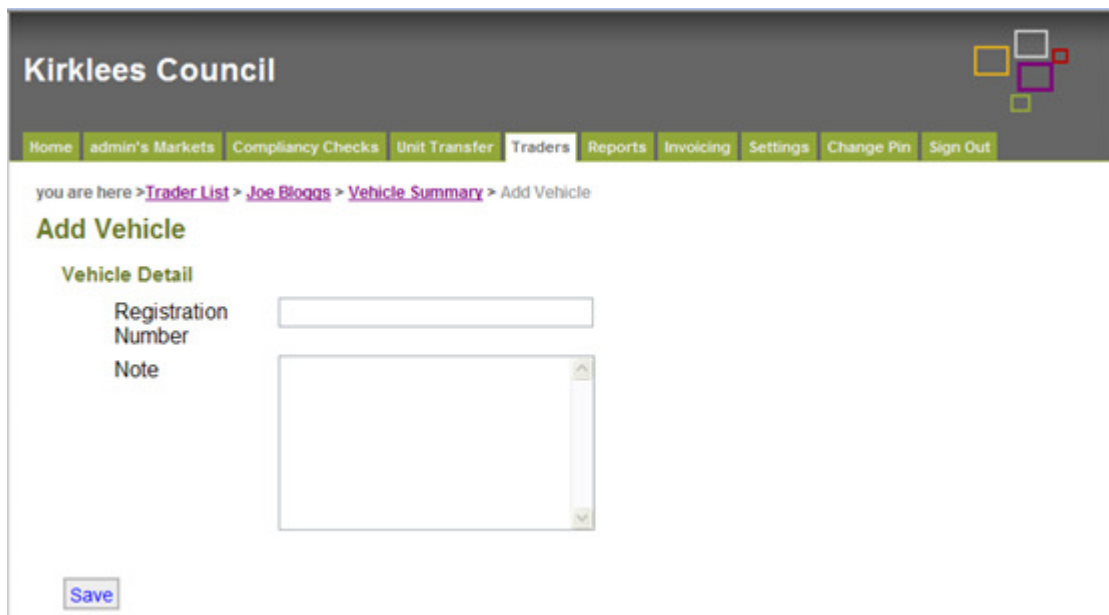 Kirklees Council
Home admin's Markets Compliancy Checks Unit Transfer Traders Reports Invoicing Settings Change Pin Sign Out
you are here >Trader List > Joe Bloggs > Vehicle Summary > Add Vehicle
Add Vehicle
Vehicle Detail
Registration
Number
Note
Save